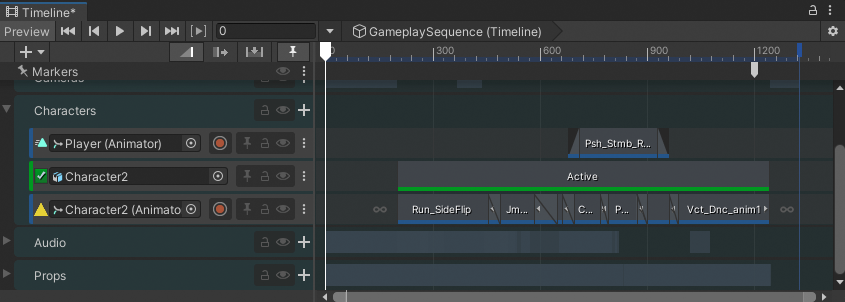 Timeline*
Preview 0 GameplaySequence (Timeline)
0 300 600 900 1200
Markers
Cameras
Characters
Player (Animator) Psh_Stmb_R...
Character2 Active
Character2 (Animato Run_SideFlip Jm... C... P... Vct_Dnc_anim1
Audio
Props